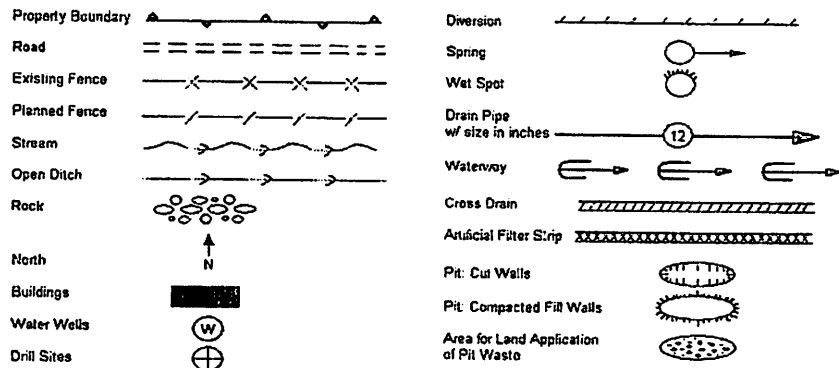 Property Boundary
Road
Existing Fence
Planned Fence
Stream
Open Ditch
Rock
North
N
Buildings
Water Wells
W
Drill Sites
Diversion
Spring
Wet Spot
Drain Pipe
w/ size in inches
12
Waterway
Cross Drain
Artificial Filter Strip
Pit: Cut Walls
Pit: Compacted Fill Walls
Area for Land Application
of Pit Waste